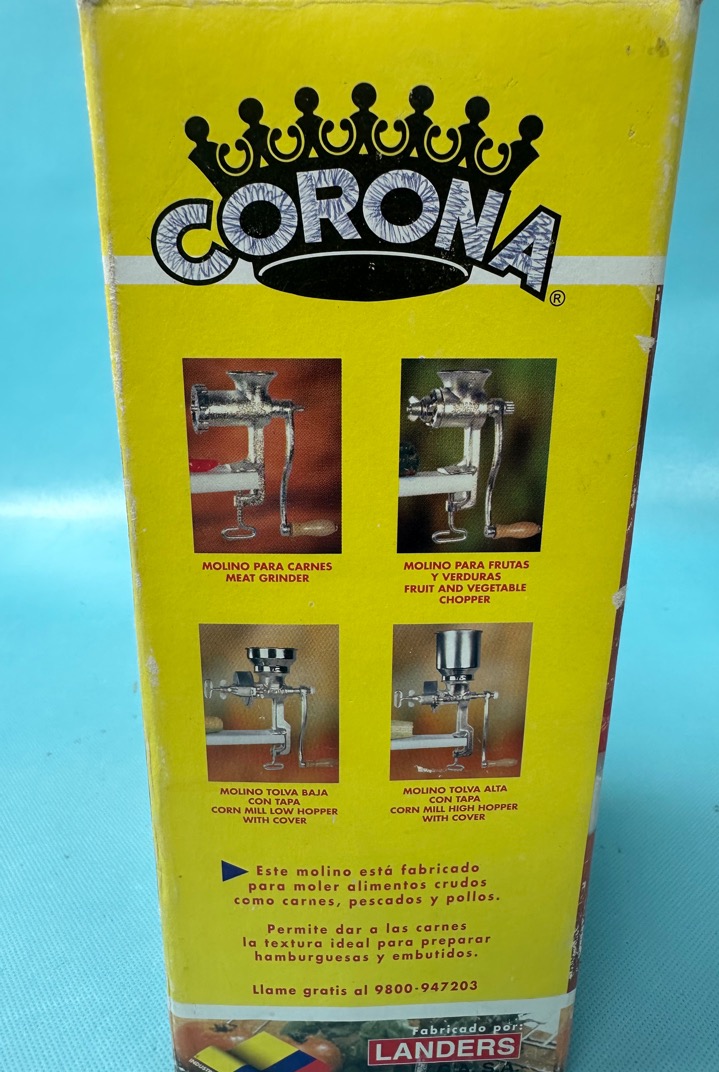 CORONA
®
MOLINO PARA CARNES
MEAT GRINDER
MOLINO PARA FRUTAS
Y VERDURAS
FRUIT AND VEGETABLE
CHOPPER
MOLINO TOLVA BAJA
CON TAPA
CORN MILL LOW HOPPER
WITH COVER
MOLINO TOLVA ALTA
CON TAPA
CORN MILL HIGH HOPPER
WITH COVER
Este molino está fabricado
para moler alimentos crudos
como carnes, pescados y pollos.
Permite dar a las carnes
la textura ideal para preparar
hamburguesas y embutidos.
Llame gratis al 9800-947203
Fabricado por:
LANDERS